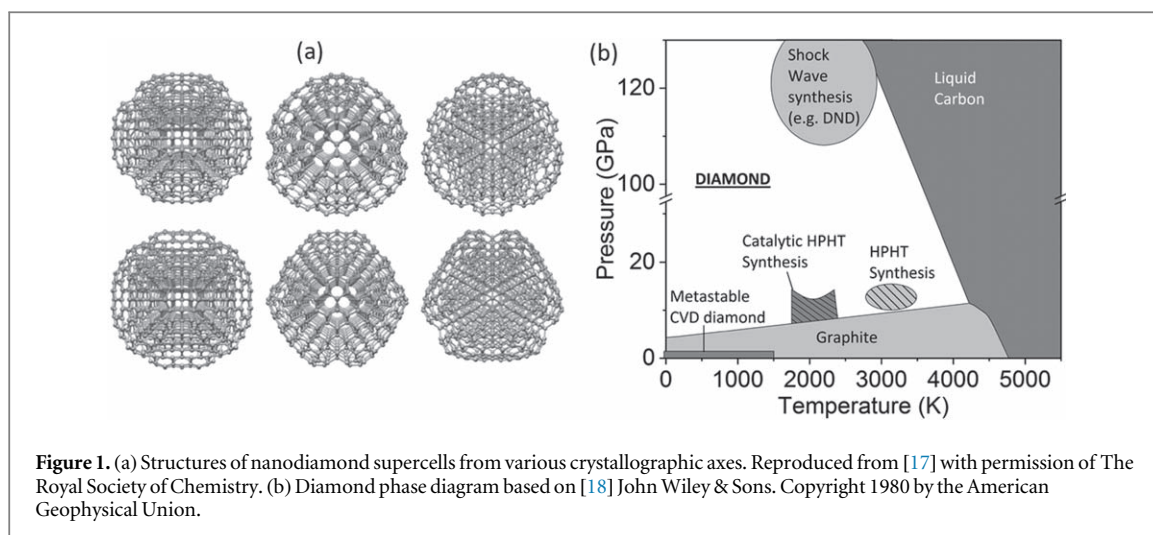 (a)
(b)
Shock
Wave
synthesis
(e.g. DND)
Liquid
Carbon
120
100
20
0
Pressure (GPa)
DIAMOND
Catalytic HPHT
Synthesis
HPHT
Synthesis
Metastable
CVD diamond
Graphite
0 1000 2000 3000 4000 5000
Temperature (K)
Figure 1. (a) Structures of nanodiamond supercells from various crystallographic axes. Reproduced from [17] with permission of The
Royal Society of Chemistry. (b) Diamond phase diagram based on [18] John Wiley & Sons. Copyright 1980 by the American
Geophysical Union.